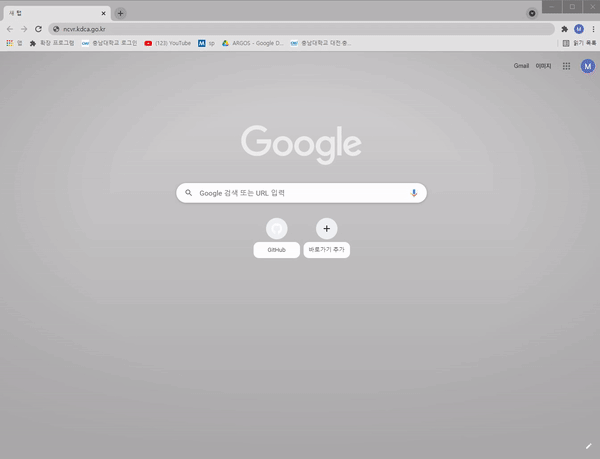 새 탭
ncvr.kdca.go.kr
앱 확장 프로그램 충남대학교 로그인 (123) YouTube sp ARGOS - Google D... 충남대학교 대전 충... 읽기 목록
Gmail 이미지 M
Google
Google 검색 또는 URL 입력
GitHub 바로가기 추가